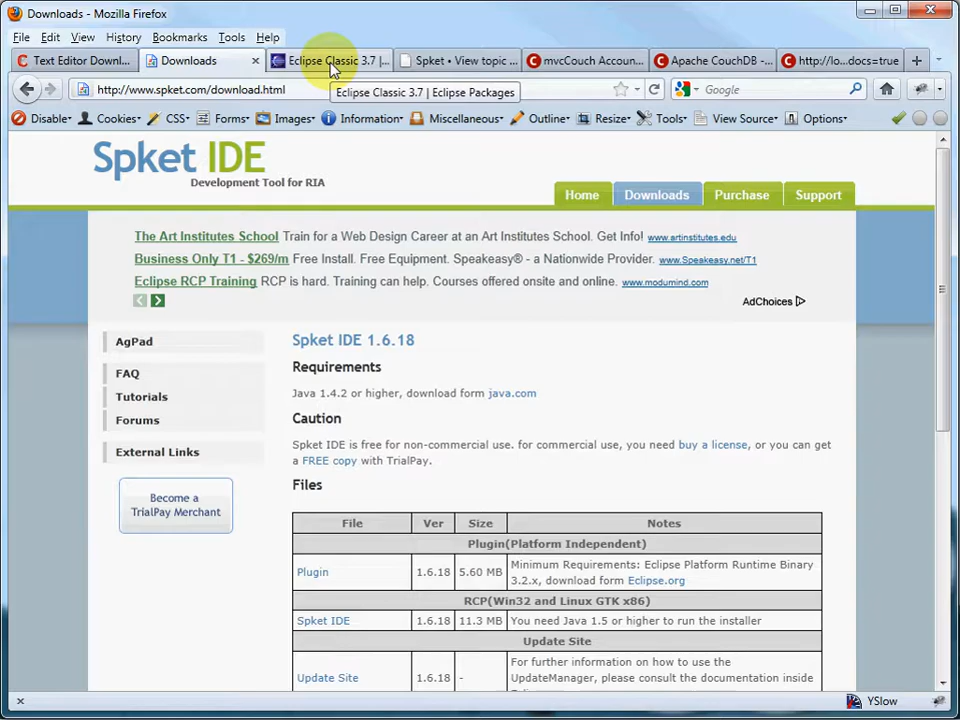 Downloads - Mozilla Firefox
File Edit View History Bookmarks Tools Help
Text Editor Downl... Downloads Eclipse Classic 3.7 |... Spket • View topic ... mvcCouch Accoun... Apache CouchDB -... http://lo...docs=true
http://www.spket.com/download.html Google
Eclipse Classic 3.7 | Eclipse Packages
Disable Cookies CSS Forms Images Information Miscellaneous Outline Resize Tools View Source Options
Spket IDE
Development Tool for RIA
Home Downloads Purchase Support
The Art Institutes School Train for a Web Design Career at an Art Institutes School. Get Info! www.artinstitutes.edu
Business Only T1 - $269/m Free Install. Free Equipment. Speakeasy® - a Nationwide Provider. www.Speakeasy.net/T1
Eclipse RCP Training RCP is hard. Training can help. Courses offered onsite and online. www.modumind.com
AdChoices
AgPad
FAQ
Tutorials
Forums
External Links
Become a
TrialPay Merchant
Spket IDE 1.6.18
Requirements
Java 1.4.2 or higher, download form java.com
Caution
Spket IDE is free for non-commercial use. for commercial use, you need buy a license, or you can get
a FREE copy with TrialPay.
Files
File Ver Size Notes
Plugin(Platform Independent)
Plugin 1.6.18 5.60 MB Minimum Requirements: Eclipse Platform Runtime Binary
3.2.x, download form Eclipse.org
RCP(Win32 and Linux GTK x86)
Spket IDE 1.6.18 11.3 MB You need Java 1.5 or higher to run the installer
Update Site
Update Site 1.6.18 - For further information on how to use the
UpdateManager, please consult the documentation inside
YSlow